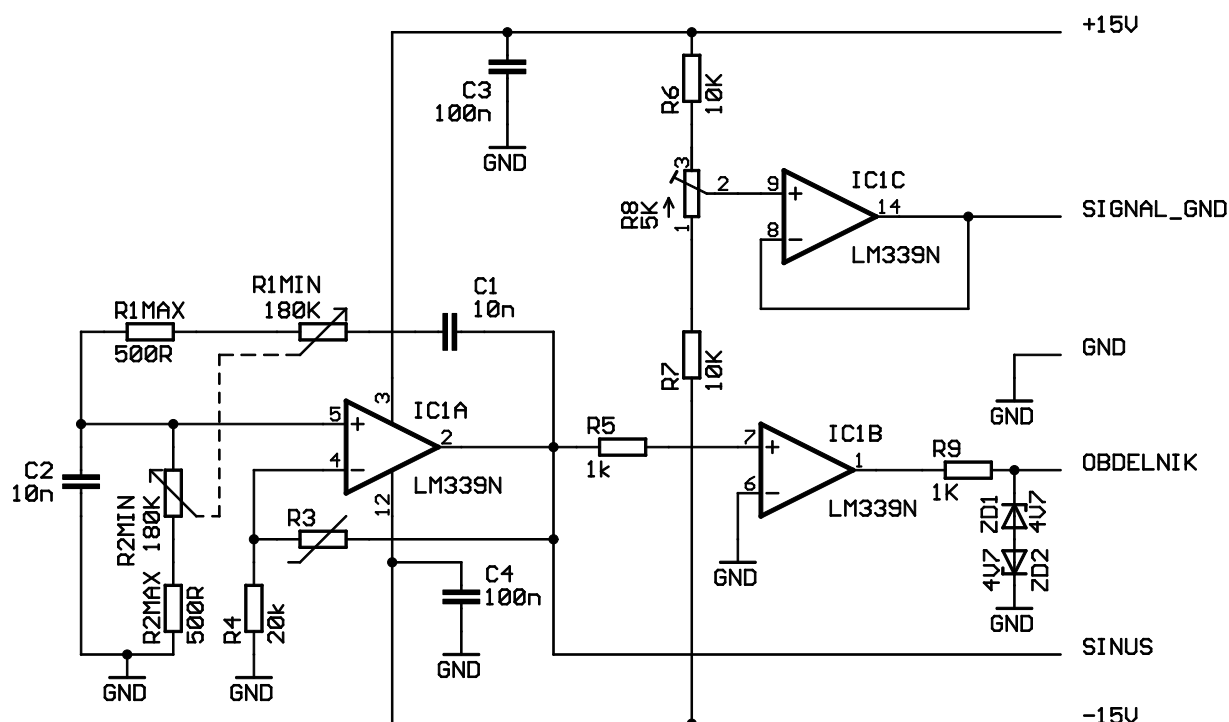 +15V
C3
100n
GND
R6
10K
3
2
R8
5K
1
9
+
8
-
IC1C
14
LM339N
SIGNAL_GND
R1MAX
500R
R1MIN
180K
C1
10n
R7
10K
GND
GND
5
+
4
-
3
12
IC1A
2
LM339N
R5
1k
7
+
6
-
IC1B
1
LM339N
R9
1K
OBDELNIK
C2
10n
R2MIN
180K
R2MAX
500R
R3
R4
20k
C4
100n
GND
ZD1
4V7
4V7
ZD2
GND
SINUS
GND
GND
GND
-15V